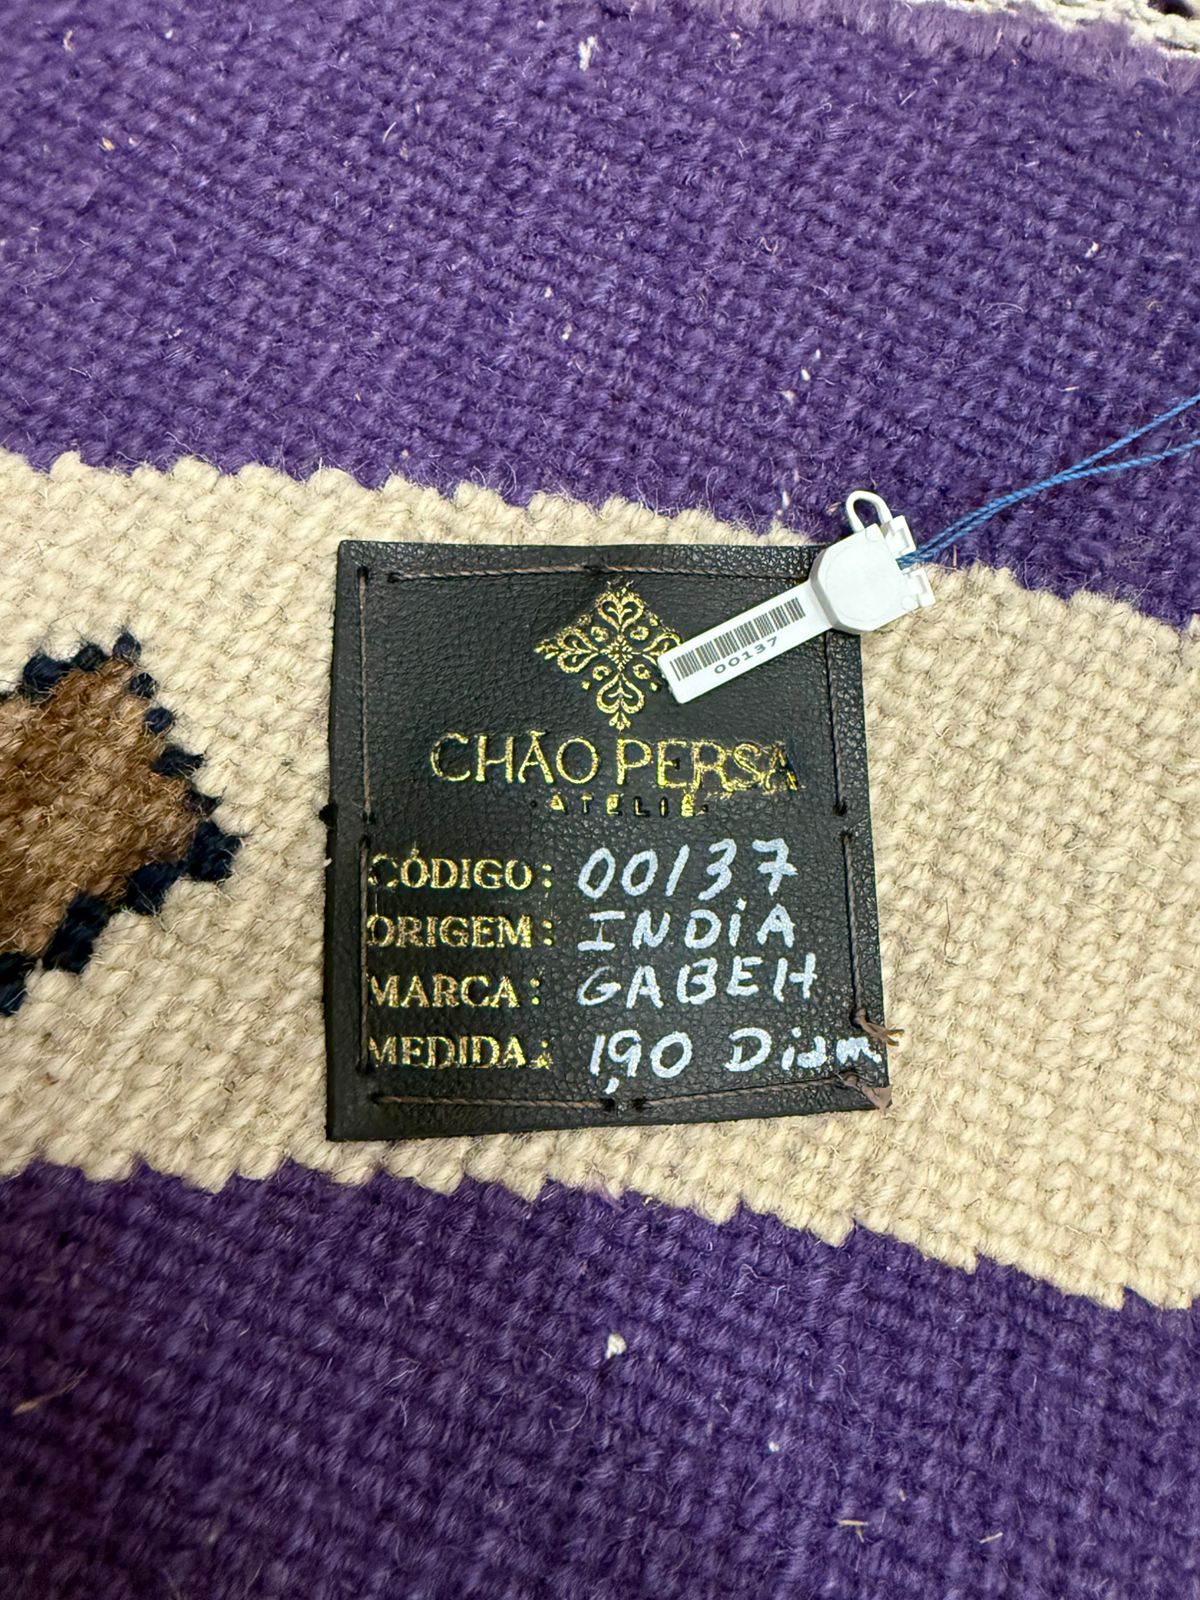 00137
CHÃO PERSA
·ATELIÊ·
CÓDIGO: 00137
ORIGEM: INDiA
MARCA: GABEH
MEDIDA: 1,90 Diam.